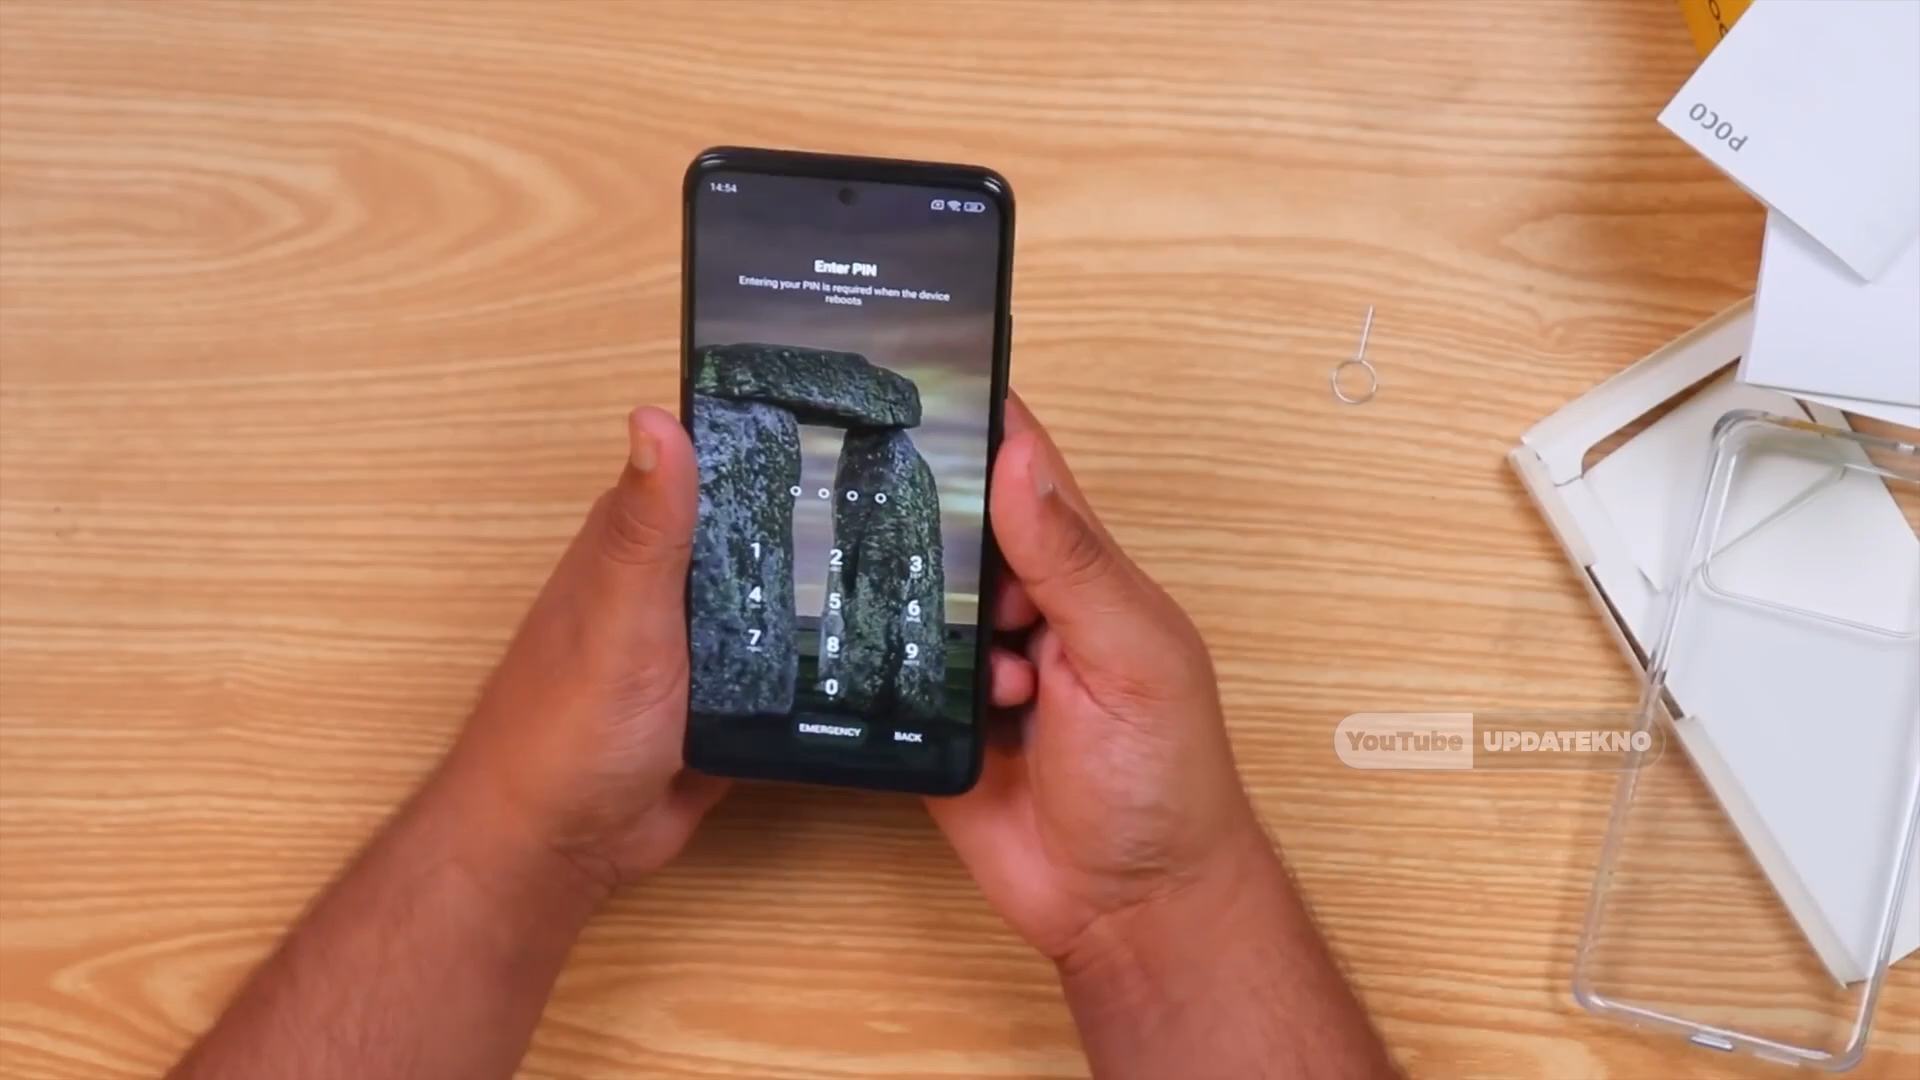 POCO
14:54
Enter PIN
Entering your PIN is required when the device
reboots
1
2
3
4
5
6
7
8
9
0
EMERGENCY
BACK
YouTube UPDATEKNO